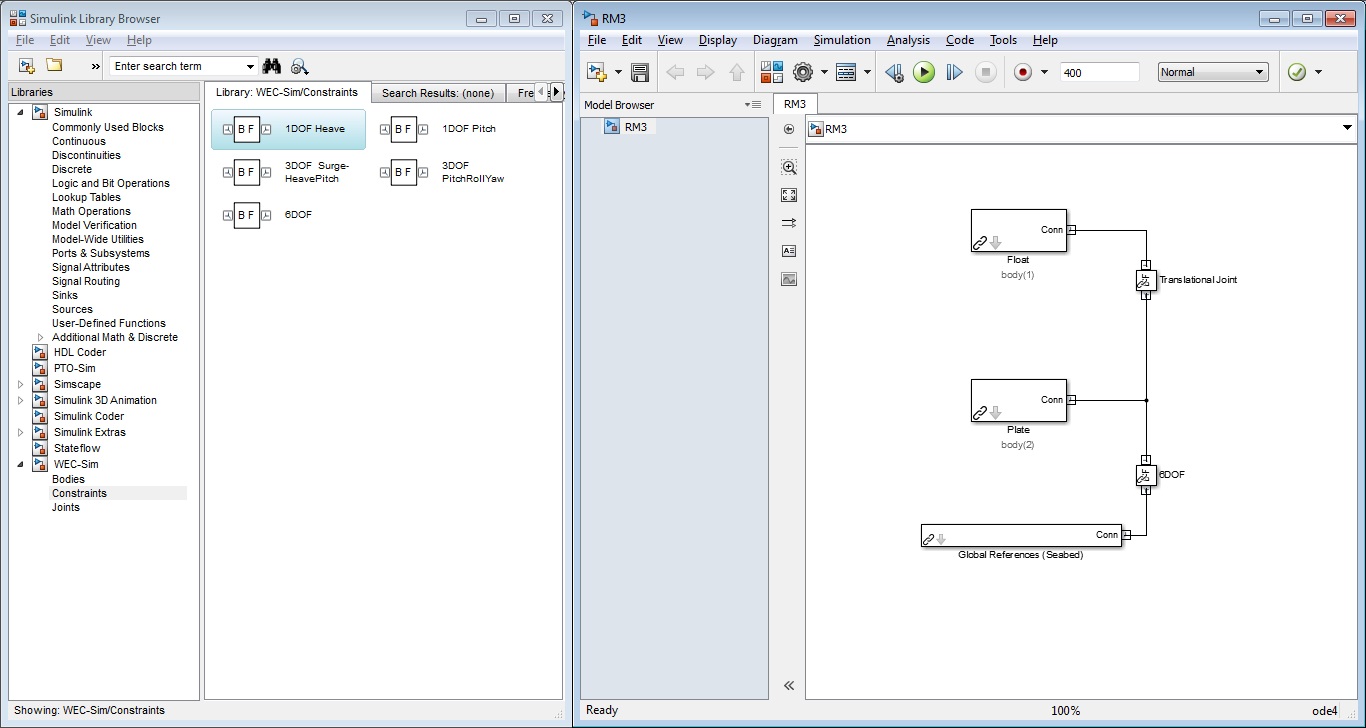 Simulink Library Browser
File Edit View Help
» Enter search term
Libraries
Simulink
Commonly Used Blocks
Continuous
Discontinuities
Discrete
Logic and Bit Operations
Lookup Tables
Math Operations
Model Verification
Model-Wide Utilities
Ports & Subsystems
Signal Attributes
Signal Routing
Sinks
Sources
User-Defined Functions
Additional Math & Discrete
HDL Coder
PTO-Sim
Simscape
Simulink 3D Animation
Simulink Coder
Simulink Extras
Stateflow
WEC-Sim
Bodies
Constraints
Joints
Library: WEC-Sim/Constraints Search Results: (none)
B F 1DOF Heave B F 1DOF Pitch
B F 3DOF Surge-
HeavePitch
B F 3DOF
PitchRollYaw
B F 6DOF
Showing: WEC-Sim/Constraints
RM3
File Edit View Display Diagram Simulation Analysis Code Tools Help
400 Normal
Model Browser
RM3
RM3
RM3
Conn
Float
body(1)
Translational Joint
Conn
Plate
body(2)
6DOF
Conn
Global References (Seabed)
Ready 100% ode4